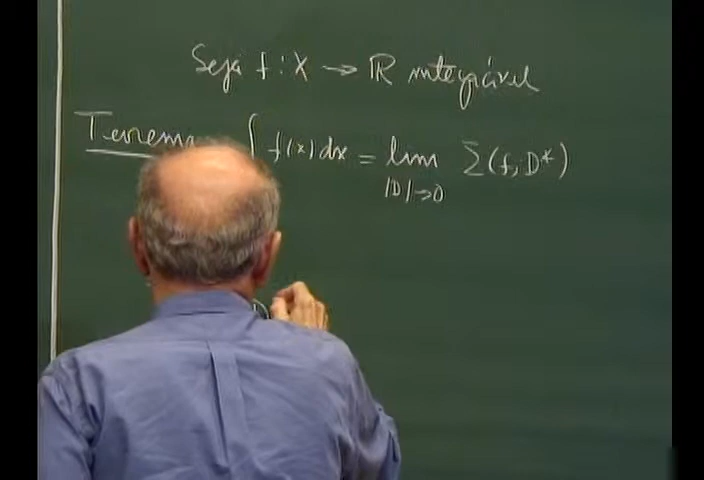 Seja f : X → ℝ integrável
Teorema ∫ f(x) dx = lim Σ(f; D*)
|D|→0